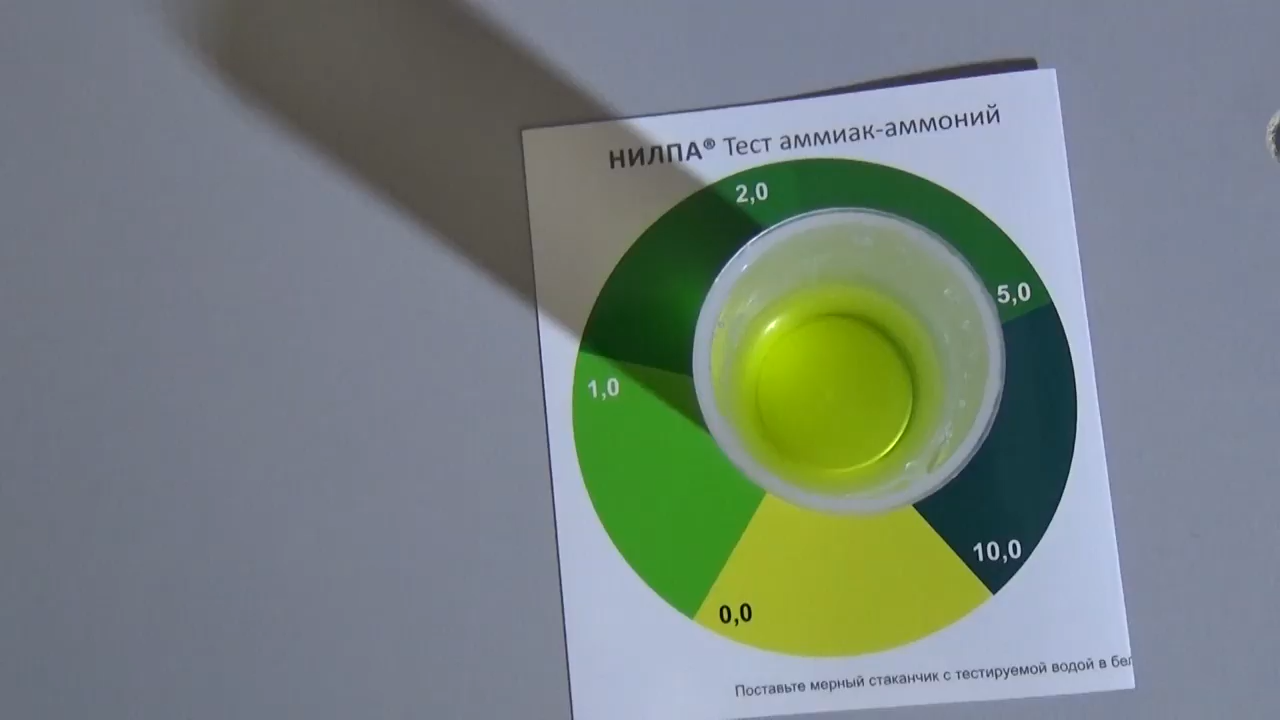 НИЛПА® Тест аммиак-аммоний
2,0
5,0
1,0
10,0
0,0
Поставьте мерный стаканчик с тестируемой водой в